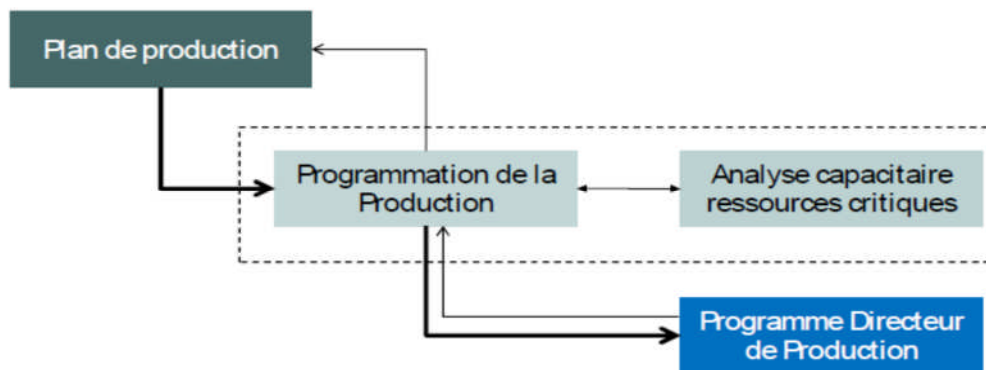 Plan de production
Programmation de la
Production
Analyse capacitaire
ressources critiques
Programme Directeur
de Production